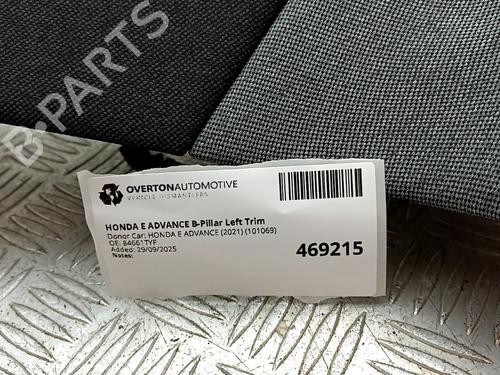 B-PARTS
OVERTONAUTOMOTIVE
VEHICLE DISMANTLERS
HONDA E ADVANCE B-Pillar Left Trim
Donor Car: HONDA E ADVANCE (2021) (101069)
OE: 84661TYF
Added: 29/09/2025
Notes:
469215